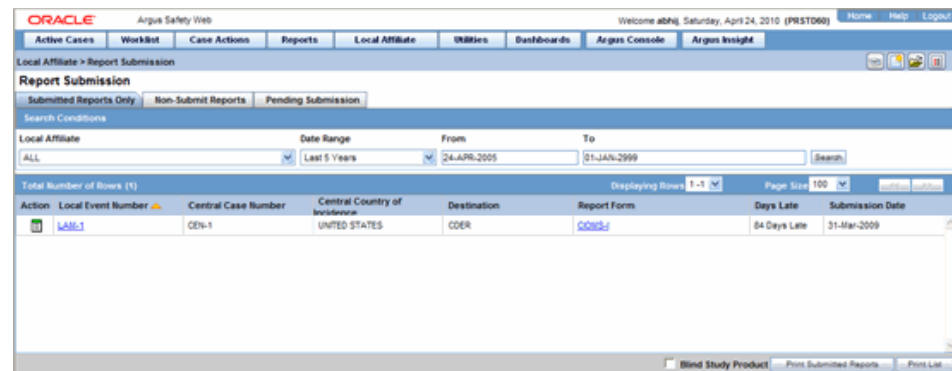 ORACLE Argus Safety Web Welcome abhij, Saturday, April 24, 2010 (PRSTD60) Home Help Logout
Active Cases Worklist Case Actions Reports Local Affiliate Utilities Dashboards Argus Console Argus Insight
Local Affiliate > Report Submission
Report Submission
Submitted Reports Only Non-Submit Reports Pending Submission
Search Conditions
Local Affiliate Date Range From To
ALL Last 5 Years 24-APR-2005 01-JAN-2999 Search
Total Number of Rows (1) Displaying Rows 1 -1 Page Size 100 << >>
Action Local Event Number Central Case Number Central Country of Incidence Destination Report Form Days Late Submission Date
LAM-1 CEN-1 UNITED STATES CDER 84 Days Late 31-Mar-2009
Blind Study Product Print Submitted Reports Print List